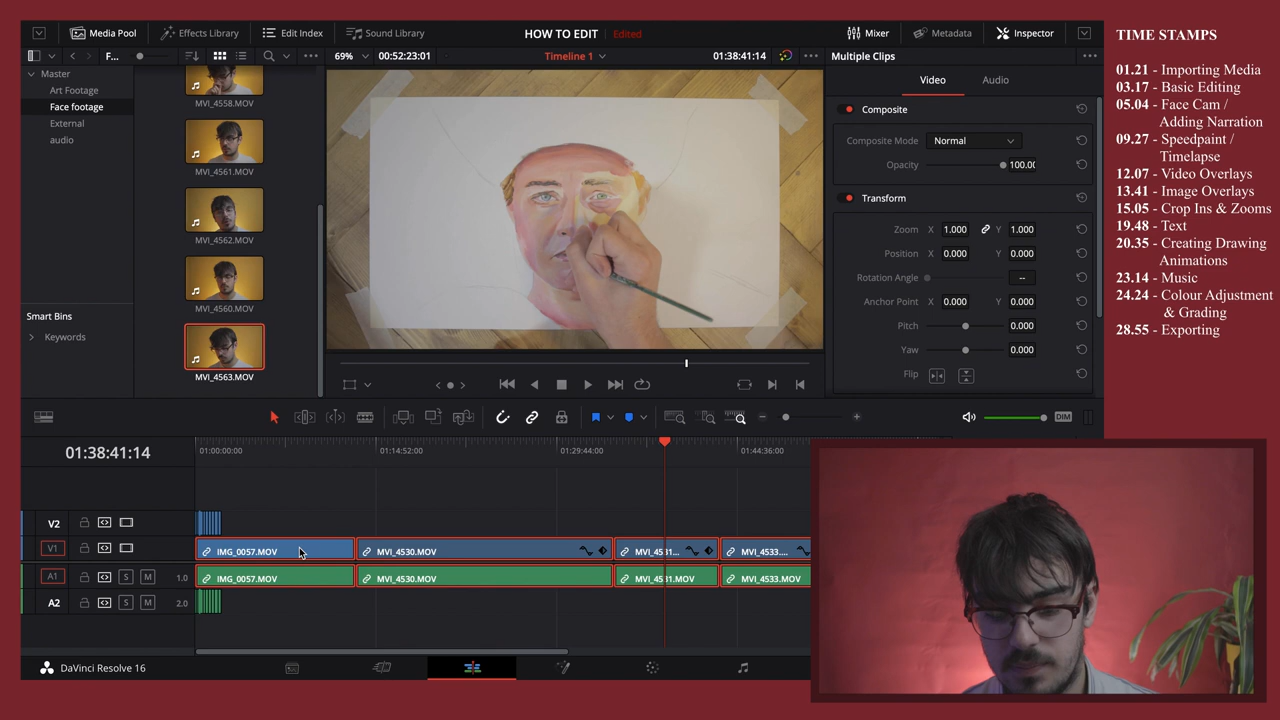 Media Pool
Effects Library
Edit Index
Sound Library
HOW TO EDIT
Edited
Mixer
Metadata
Inspector
F...
69%
00:52:23:01
Timeline 1
01:38:41:14
Multiple Clips
Master
Art Footage
Face footage
External
audio
MVI_4558.MOV
MVI_4561.MOV
MVI_4562.MOV
MVI_4560.MOV
MVI_4563.MOV
Smart Bins
Keywords
Video
Audio
Composite
Composite Mode
Normal
Opacity
100.00
Transform
Zoom X 1.000 Y 1.000
Position X 0.000 Y 0.000
Rotation Angle --
Anchor Point X 0.000 Y 0.000
Pitch 0.000
Yaw 0.000
Flip
DIM
01:38:41:14
01:00:00:00
01:14:52:00
01:29:44:00
01:44:36:00
V2
V1
IMG_0057.MOV
MVI_4530.MOV
MVI_4531...
MVI_4533....
A1
S
M
1.0
IMG_0057.MOV
MVI_4530.MOV
MVI_4531.MOV
MVI_4533.MOV
A2
S
M
2.0
DaVinci Resolve 16
TIME STAMPS
01.21 - Importing Media
03.17 - Basic Editing
05.04 - Face Cam /
Adding Narration
09.27 - Speedpaint /
Timelapse
12.07 - Video Overlays
13.41 - Image Overlays
15.05 - Crop Ins & Zooms
19.48 - Text
20.35 - Creating Drawing
Animations
23.14 - Music
24.24 - Colour Adjustment
& Grading
28.55 - Exporting